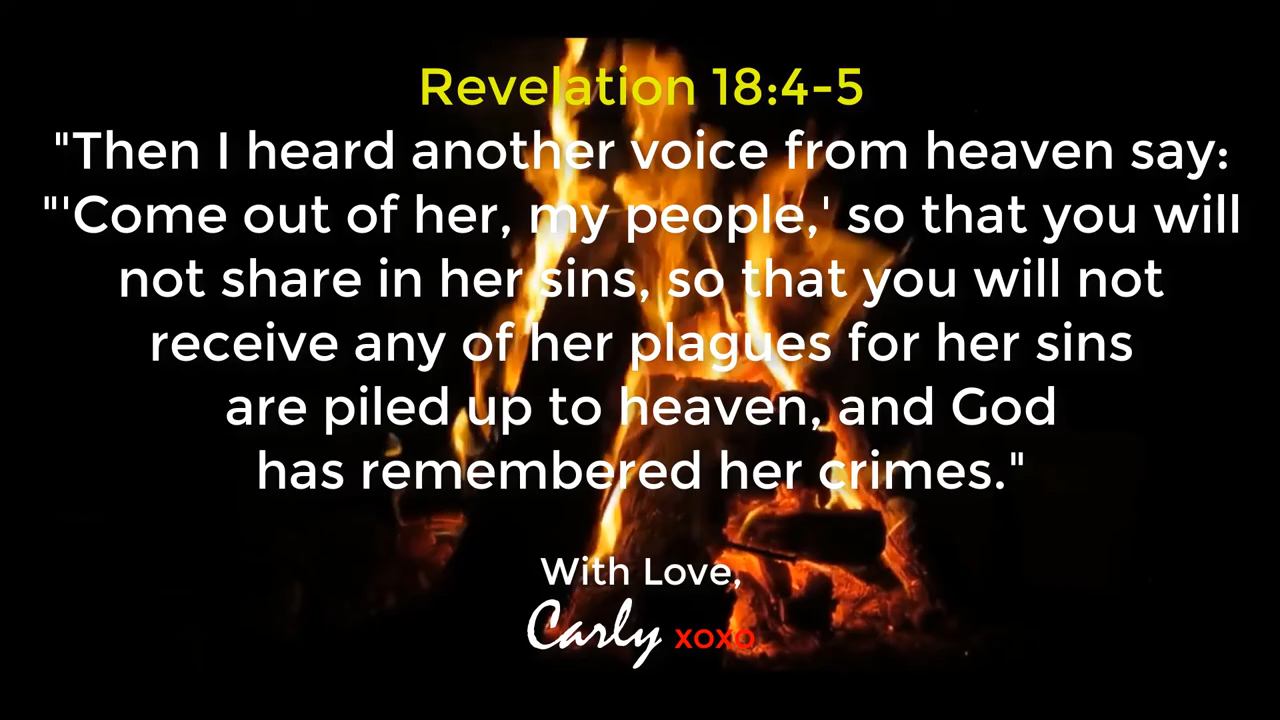 Revelation 18:4-5
"Then I heard another voice from heaven say:
"'Come out of her, my people,' so that you will
not share in her sins, so that you will not
receive any of her plagues for her sins
are piled up to heaven, and God
has remembered her crimes."
With Love,
Carly xoxo